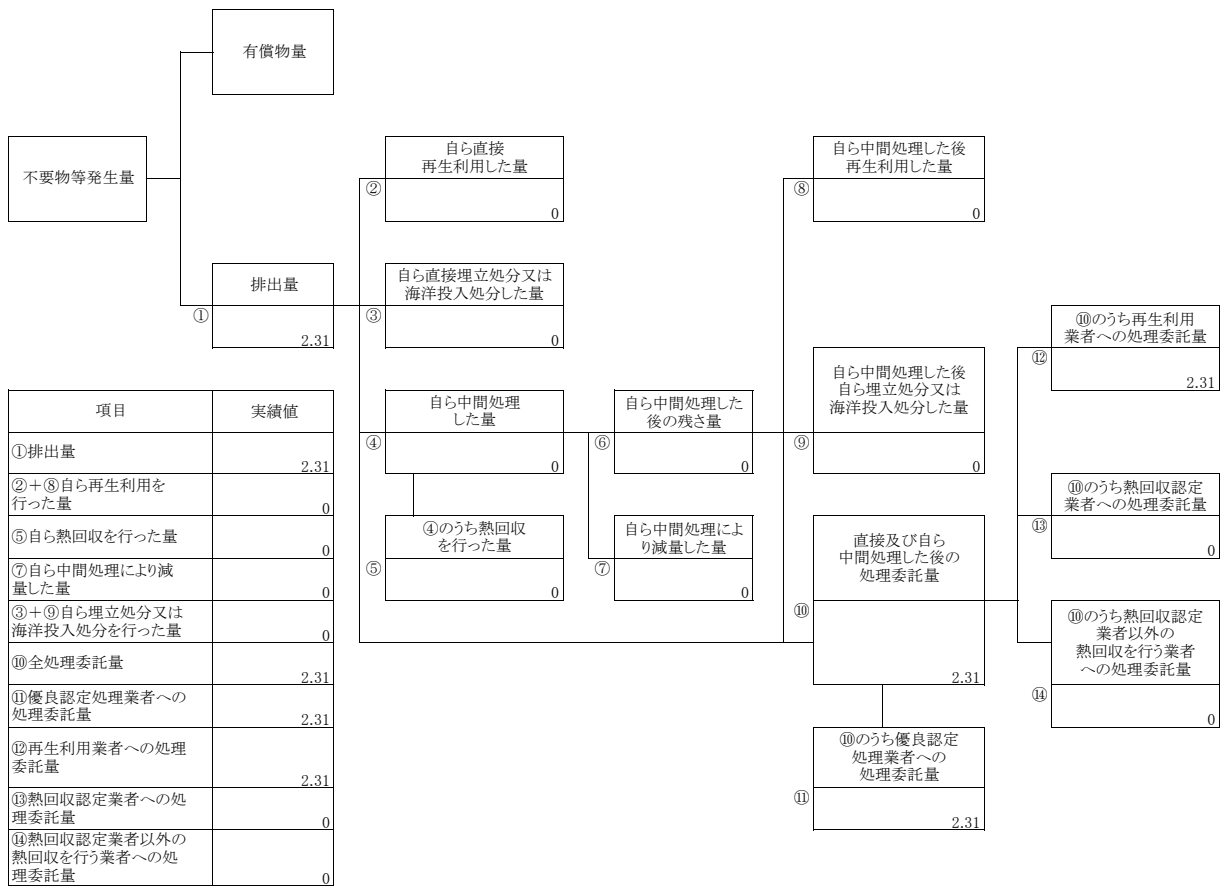 有償物量
不要物等発生量
自ら直接
再生利用した量
②
0
自ら中間処理した後
再生利用した量
⑧
0
排出量
①
2.31
自ら直接埋立処分又は
海洋投入処分した量
③
0
⑩のうち再生利用
業者への処理委託量
⑫
2.31
自ら中間処理
した量
④
0
自ら中間処理した
後の残さ量
⑥
0
自ら中間処理した後
自ら埋立処分又は
海洋投入処分した量
⑨
0
⑩のうち熱回収認定
業者への処理委託量
⑬
0
④のうち熱回収
を行った量
⑤
0
自ら中間処理によ
り減量した量
⑦
0
直接及び自ら
中間処理した後の
処理委託量
⑩
2.31
⑩のうち熱回収認定
業者以外の
熱回収を行う業者
への処理委託量
⑭
0
⑩のうち優良認定
処理業者への
処理委託量
⑪
2.31
項目 実績値
①排出量
2.31
②＋⑧自ら再生利用を
行った量
0
⑤自ら熱回収を行った量
0
⑦自ら中間処理により減
量した量
0
③＋⑨自ら埋立処分又は
海洋投入処分を行った量
0
⑩全処理委託量
2.31
⑪優良認定処理業者への
処理委託量
2.31
⑫再生利用業者への処理
委託量
2.31
⑬熱回収認定業者への処
理委託量
0
⑭熱回収認定業者以外の
熱回収を行う業者への処
理委託量
0